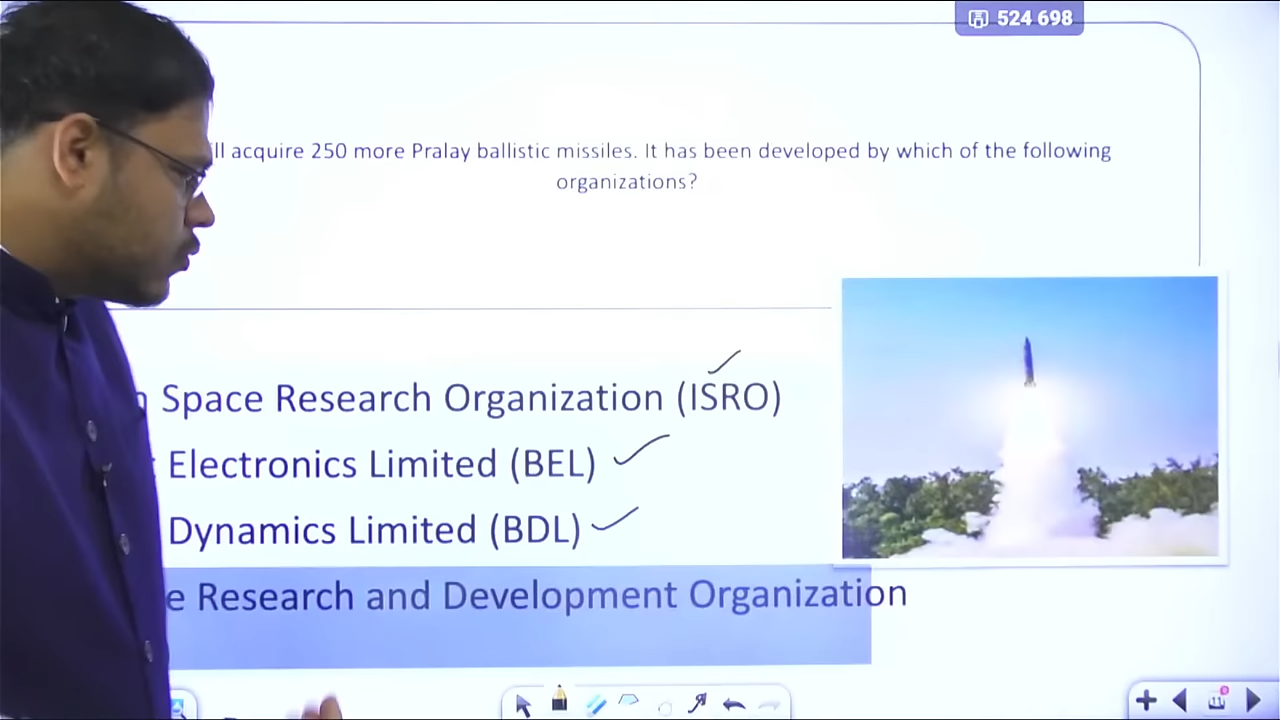 524 698
acquire 250 more Pralay ballistic missiles. It has been developed by which of the following
organizations?
Space Research Organization (ISRO)
Electronics Limited (BEL)
Dynamics Limited (BDL)
Research and Development Organization